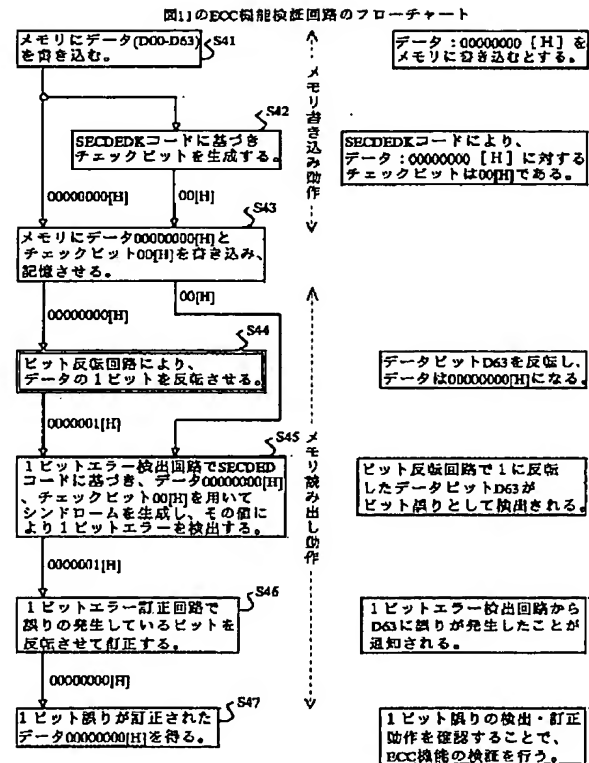 図11のECC機能検証回路のフローチャート
メモリにデータ(D00-D63)
を書き込む。
S41
データ：00000000 [H] を
メモリに書き込むとする。
S42
SECDEDKコードに基づき
チェックビットを生成する。
SECDEDKコードにより、
データ：00000000 [H] に対する
チェックビットは00[H]である。
メモリ書き込み動作
00000000[H]
00[H]
S43
メモリにデータ00000000[H]と
チェックビット00[H]を書き込み、
記憶させる。
00000000[H]
00[H]
S44
ビット反転回路により、
データの1ビットを反転させる。
データビットD63を反転し、
データは00000000[H]になる。
0000001[H]
S45
1ビットエラー検出回路でSECDED
コードに基づき、データ00000000[H]
、チェックビット00[H]を用いて
シンドロームを生成し、その値に
より1ビットエラーを検出する。
メモリ読み出し動作
ビット反転回路で1に反転
したデータビットD63が
ビット誤りとして検出される。
0000001[H]
S46
1ビットエラー訂正回路で
誤りの発生しているビットを
反転させて訂正する。
1ビットエラー検出回路から
D63に誤りが発生したことが
通知される。
00000000[H]
S47
1ビット誤りが訂正された
データ00000000[H]を得る。
1ビット誤りの検出・訂正
動作を確認することで、
ECC機能の検証を行う。